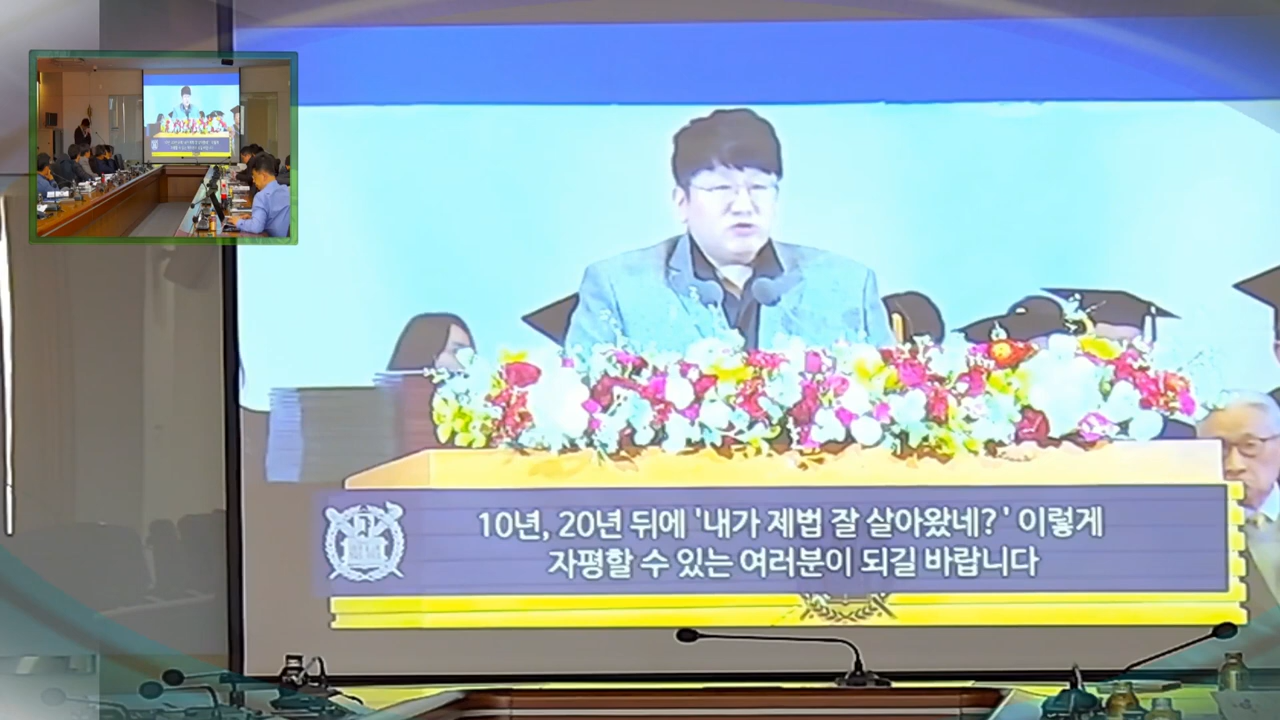 10년, 20년 뒤에 '내가 제법 잘 살아왔네?' 이렇게
자평할 수 있는 여러분이 되길 바랍니다